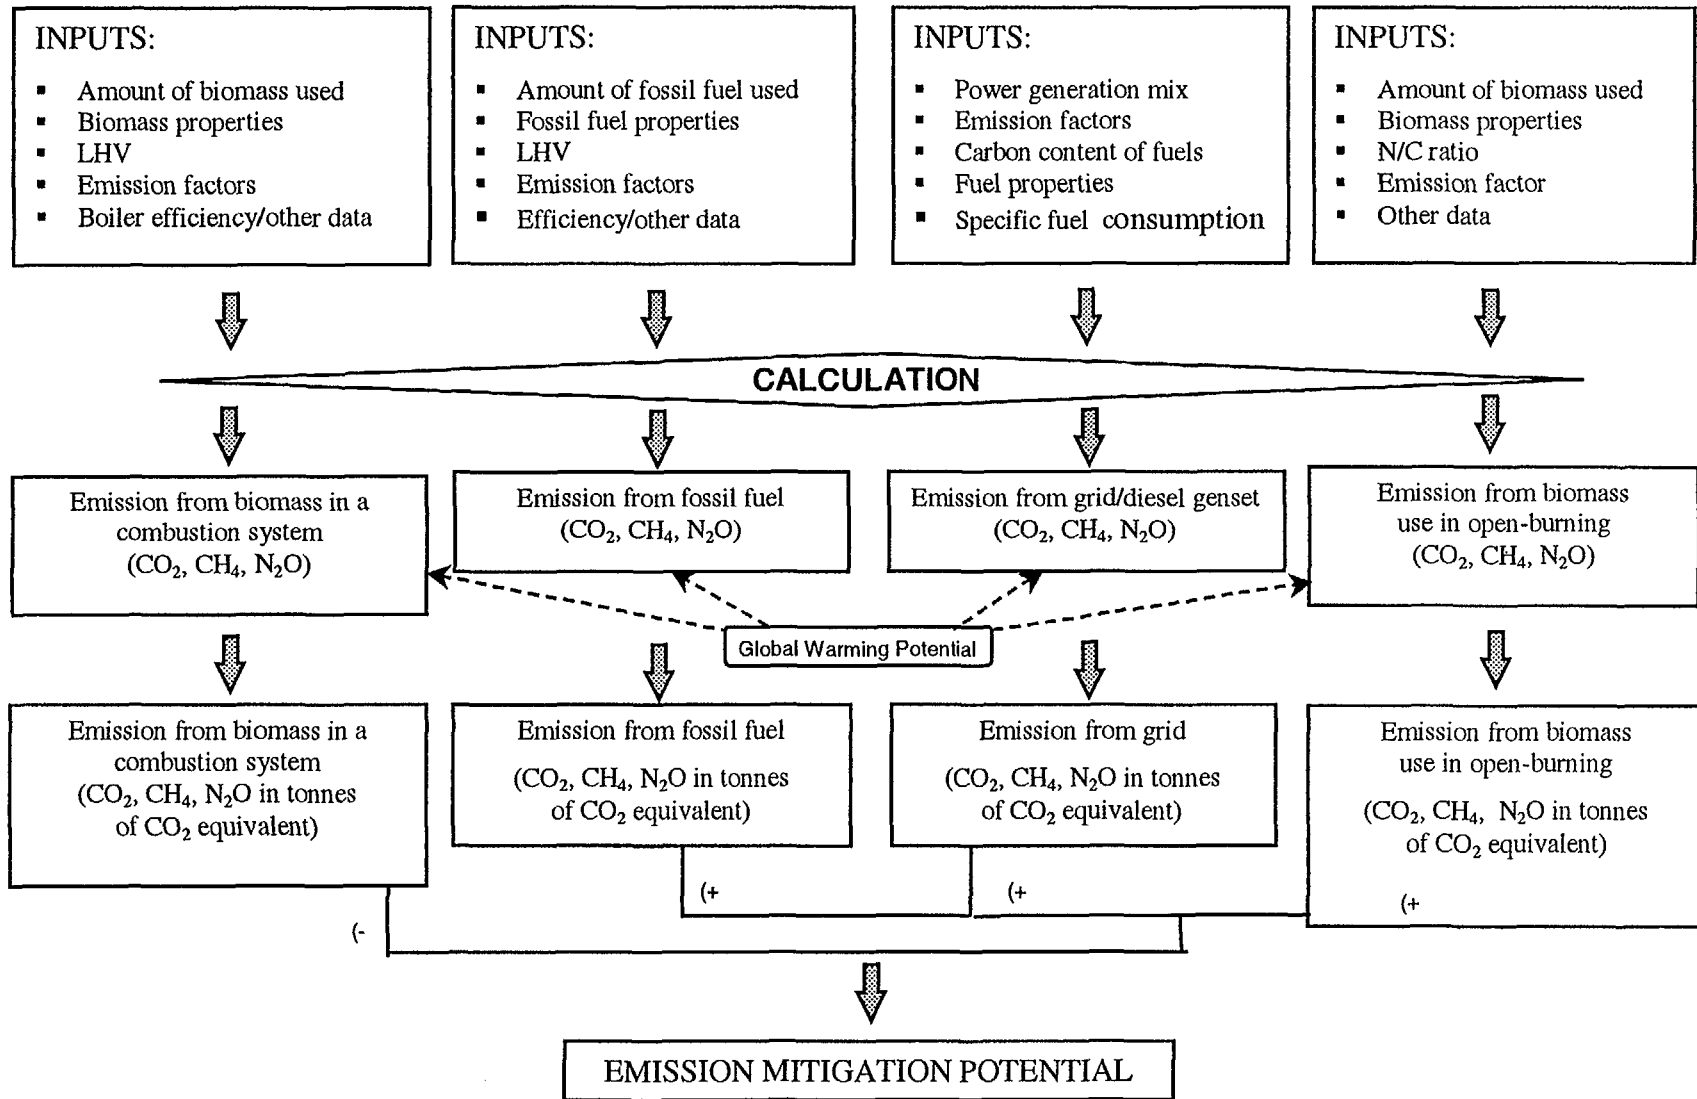 INPUTS:
▪ Amount of biomass used
▪ Biomass properties
▪ LHV
▪ Emission factors
▪ Boiler efficiency/other data
INPUTS:
▪ Amount of fossil fuel used
▪ Fossil fuel properties
▪ LHV
▪ Emission factors
▪ Efficiency/other data
INPUTS:
▪ Power generation mix
▪ Emission factors
▪ Carbon content of fuels
▪ Fuel properties
▪ Specific fuel consumption
INPUTS:
▪ Amount of biomass used
▪ Biomass properties
▪ N/C ratio
▪ Emission factor
▪ Other data
CALCULATION
Emission from biomass in a
combustion system
(CO₂, CH₄, N₂O)
Emission from fossil fuel
(CO₂, CH₄, N₂O)
Emission from grid/diesel genset
(CO₂, CH₄, N₂O)
Emission from biomass
use in open-burning
(CO₂, CH₄, N₂O)
Global Warming Potential
Emission from biomass in a
combustion system
(CO₂, CH₄, N₂O in tonnes
of CO₂ equivalent)
Emission from fossil fuel
(CO₂, CH₄, N₂O in tonnes
of CO₂ equivalent)
Emission from grid
(CO₂, CH₄, N₂O in tonnes
of CO₂ equivalent)
Emission from biomass
use in open-burning
(CO₂, CH₄, N₂O in tonnes
of CO₂ equivalent)
(+
(+
(+
(-
EMISSION MITIGATION POTENTIAL